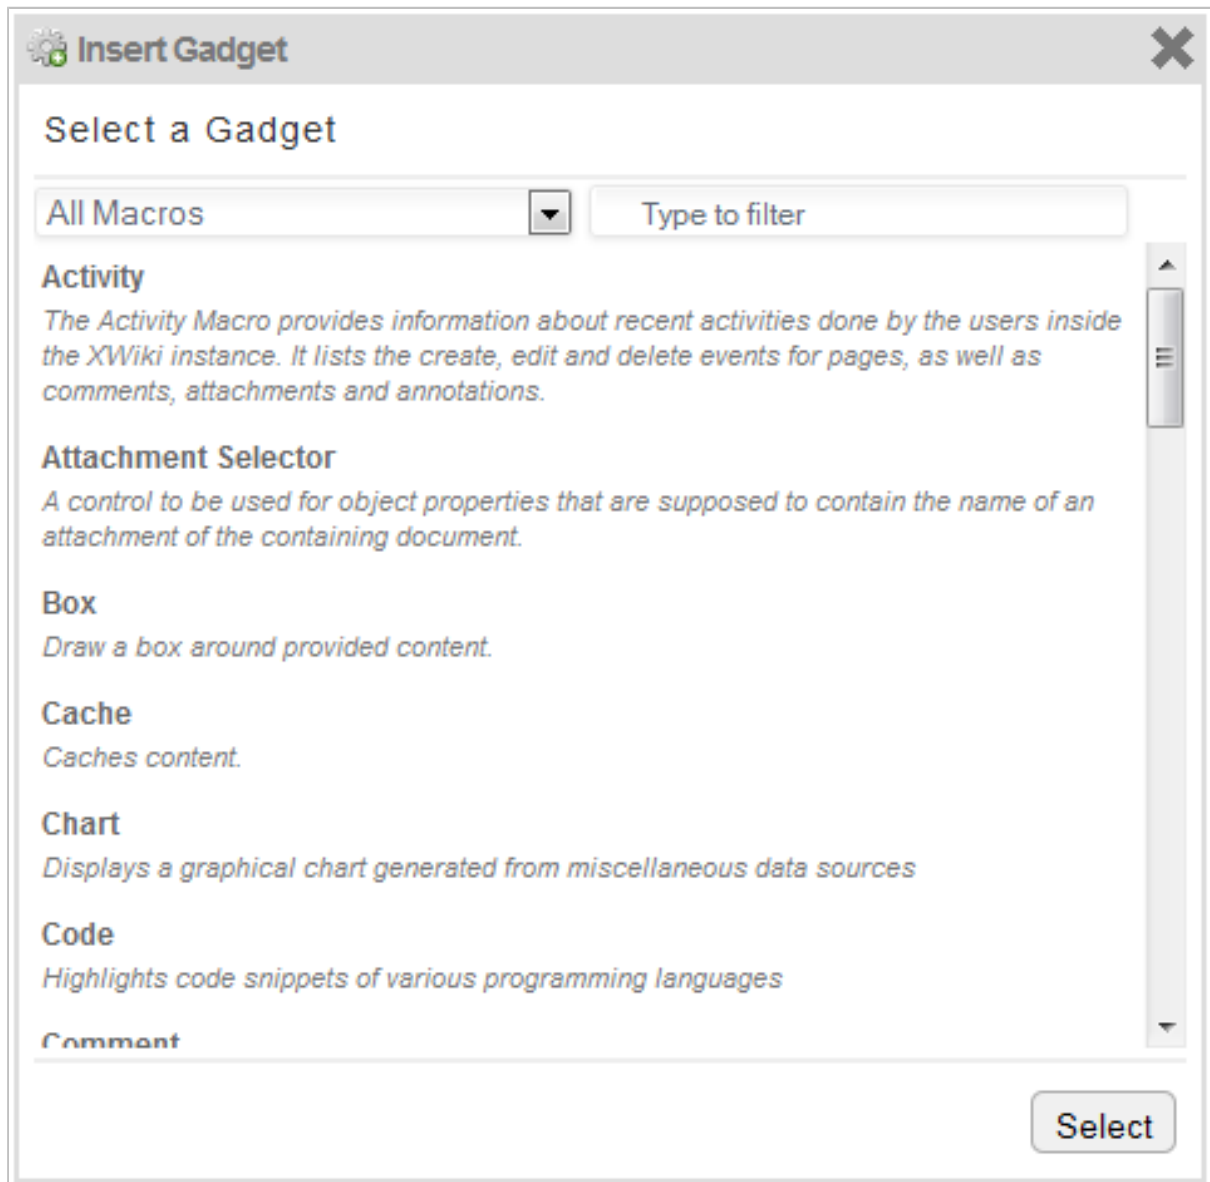 Insert Gadget
Select a Gadget
All Macros
Type to filter
Activity
The Activity Macro provides information about recent activities done by the users inside
the XWiki instance. It lists the create, edit and delete events for pages, as well as
comments, attachments and annotations.
Attachment Selector
A control to be used for object properties that are supposed to contain the name of an
attachment of the containing document.
Box
Draw a box around provided content.
Cache
Caches content.
Chart
Displays a graphical chart generated from miscellaneous data sources
Code
Highlights code snippets of various programming languages
Comment
Select